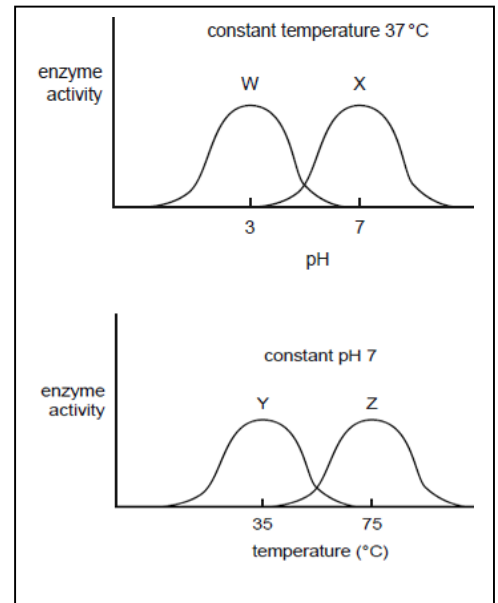 constant temperature 37 °C
enzyme
activity
W X
3 7
pH
constant pH 7
enzyme
activity
Y Z
35 75
temperature (°C)